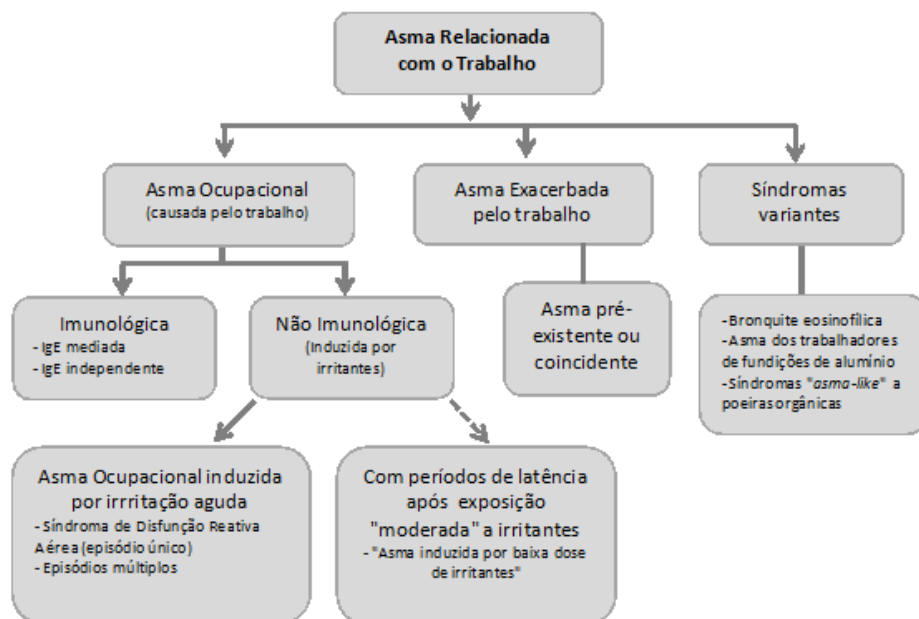 Asma Relacionada
com o Trabalho
Asma Ocupacional
(causada pelo trabalho)
Asma Exacerbada
pelo trabalho
Síndromas
variantes
Imunológica
- IgE mediada
- IgE independente
Não Imunológica
(Induzida por
irritantes)
Asma pré-
existente ou
coincidente
-Bronquite eosinofílica
-Asma dos trabalhadores
de fundições de alumínio
-Síndromas "asma-like" a
poeiras orgânicas
Asma Ocupacional induzida
por irrritação aguda
- Síndroma de Disfunção Reativa
Aérea (episódio único)
- Episódios múltiplos
Com períodos de latência
após exposição
"moderada" a irritantes
- "Asma induzida por baixa dose
de irritantes"